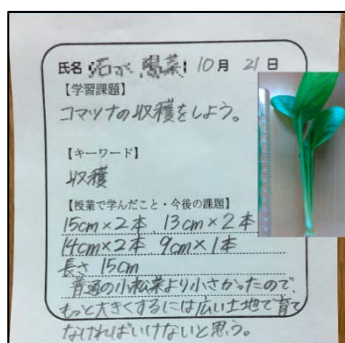 氏名 10月 21日
【学習課題】
コマツナの収穫をしよう。
【キーワード】
収穫
【授業で学んだこと・今後の課題】
15cm×2本 13cm×2本
14cm×2本 9cm×1本
長さ 15cm
普通の小松菜より小さかったので、
もっと大きくするには広い土地で育て
なければいけないと思う。